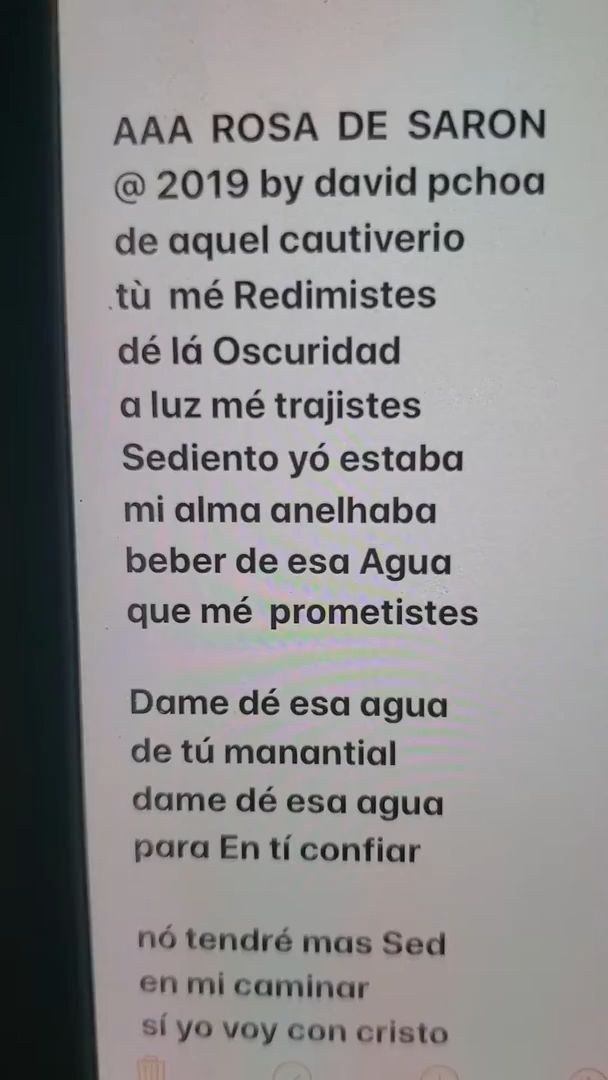 AAA ROSA DE SARON
@ 2019 by david pchoa
de aquel cautiverio
.tù mé Redimistes
dé lá Oscuridad
a luz mé trajistes
Sediento yó estaba
mi alma anelhaba
beber de esa Agua
que mé prometistes
Dame dé esa agua
de tú manantial
dame dé esa agua
para En tí confiar
nó tendré mas Sed
en mi caminar
sí yo voy con cristo